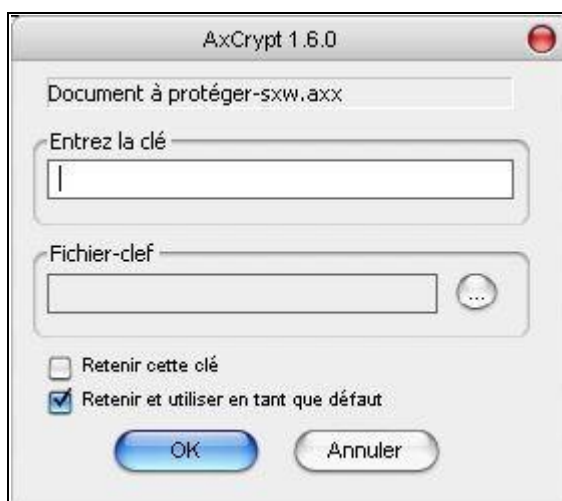 AxCrypt 1.6.0
Document à protéger-sxw.axx
Entrez la clé
Fichier-clef
...
Retenir cette clé
Retenir et utiliser en tant que défaut
OK Annuler